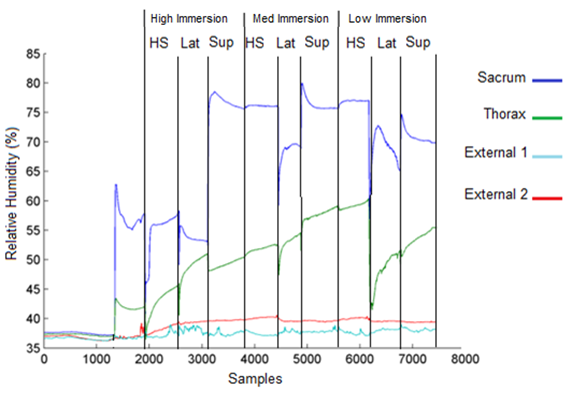 High Immersion Med Immersion Low Immersion
HS Lat Sup HS Lat Sup HS Lat Sup
85
80
75
70
65
60
55
50
45
40
35
Relative Humidity (%)
0 1000 2000 3000 4000 5000 6000 7000 8000
Samples
Sacrum
Thorax
External 1
External 2